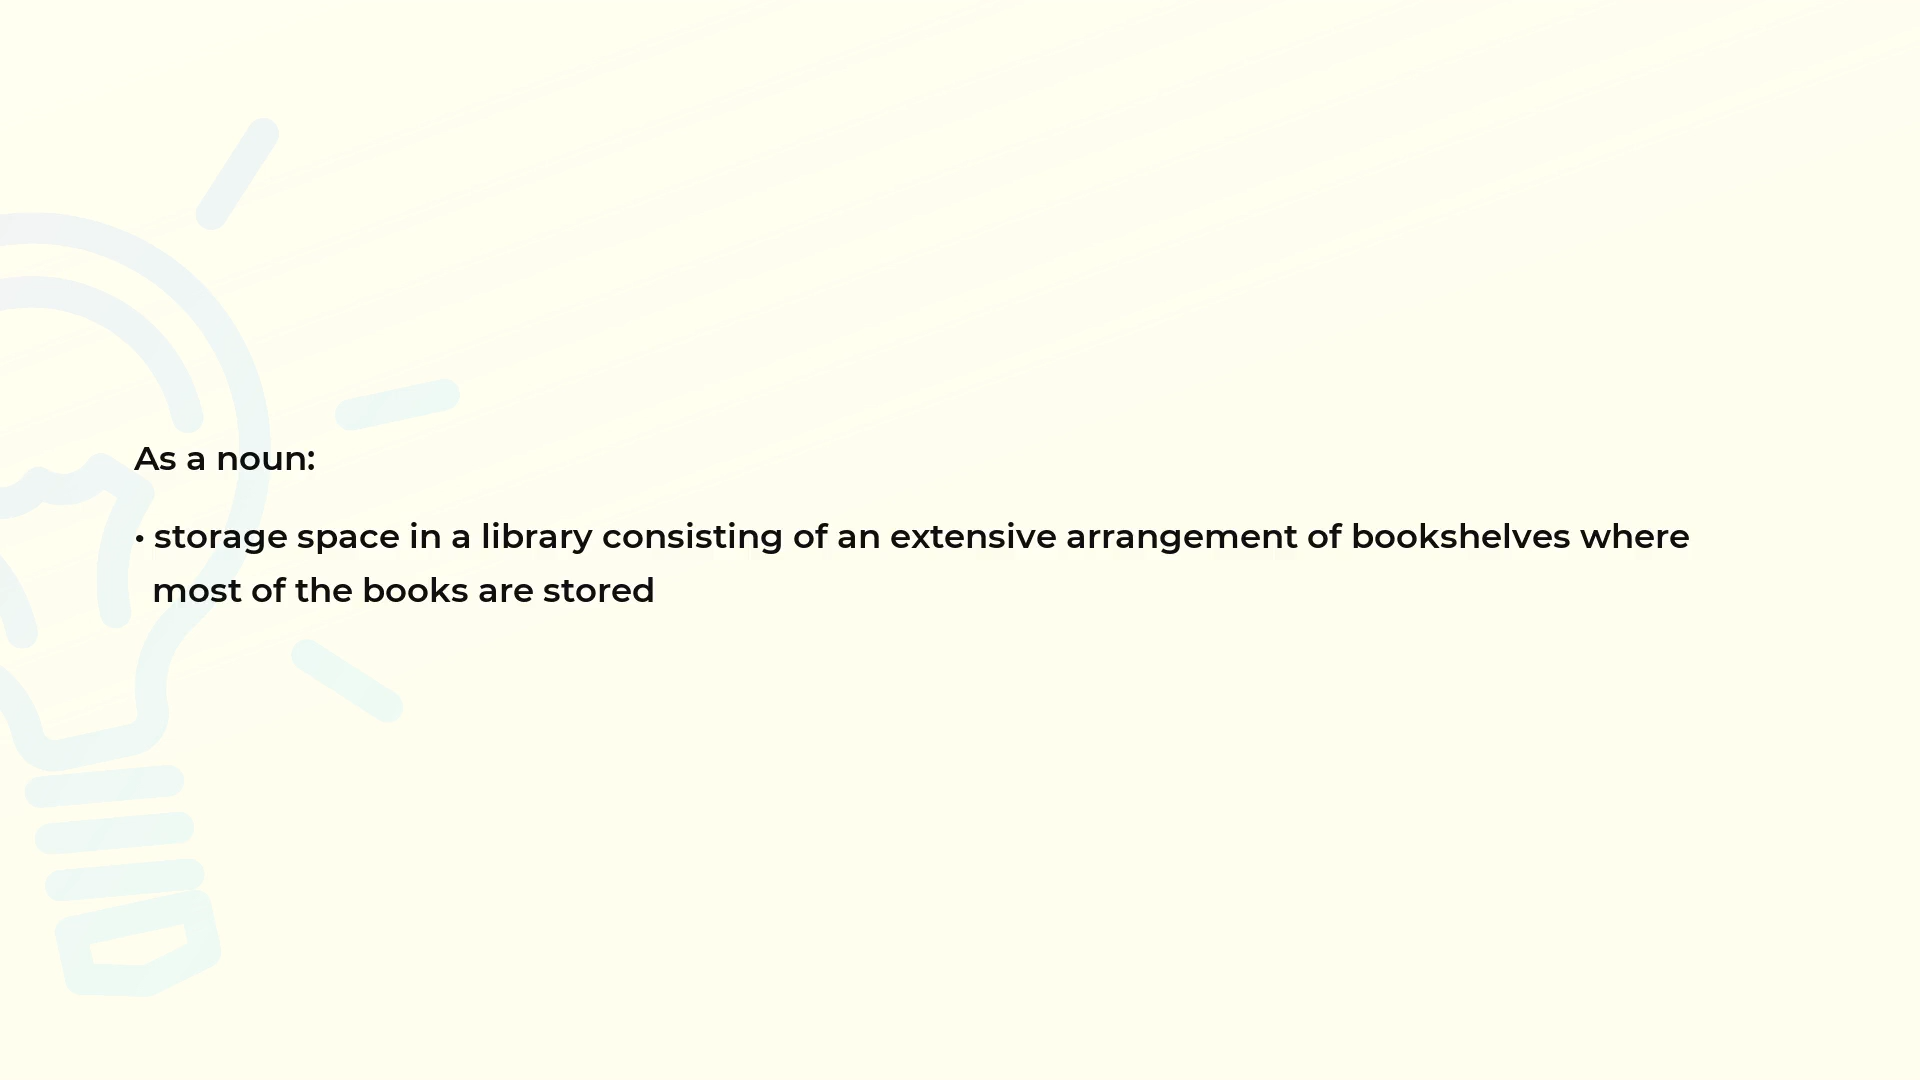 As a noun:
• storage space in a library consisting of an extensive arrangement of bookshelves where
most of the books are stored